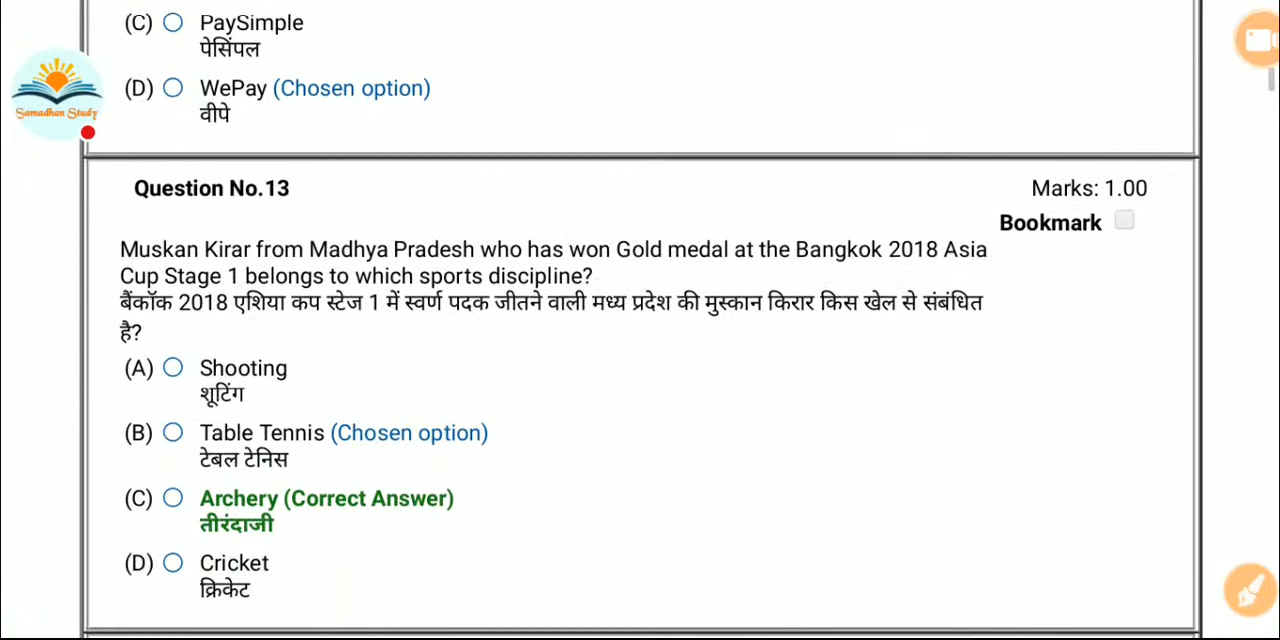 (C) PaySimple
पेसिंपल
(D) WePay (Chosen option)
वीपे
Samadhan Study
Question No.13 Marks: 1.00
Bookmark
Muskan Kirar from Madhya Pradesh who has won Gold medal at the Bangkok 2018 Asia
Cup Stage 1 belongs to which sports discipline?
बैंकॉक 2018 एशिया कप स्टेज 1 में स्वर्ण पदक जीतने वाली मध्य प्रदेश की मुस्कान किरार किस खेल से संबंधित
है?
(A) Shooting
शूटिंग
(B) Table Tennis (Chosen option)
टेबल टेनिस
(C) Archery (Correct Answer)
तीरंदाजी
(D) Cricket
क्रिकेट